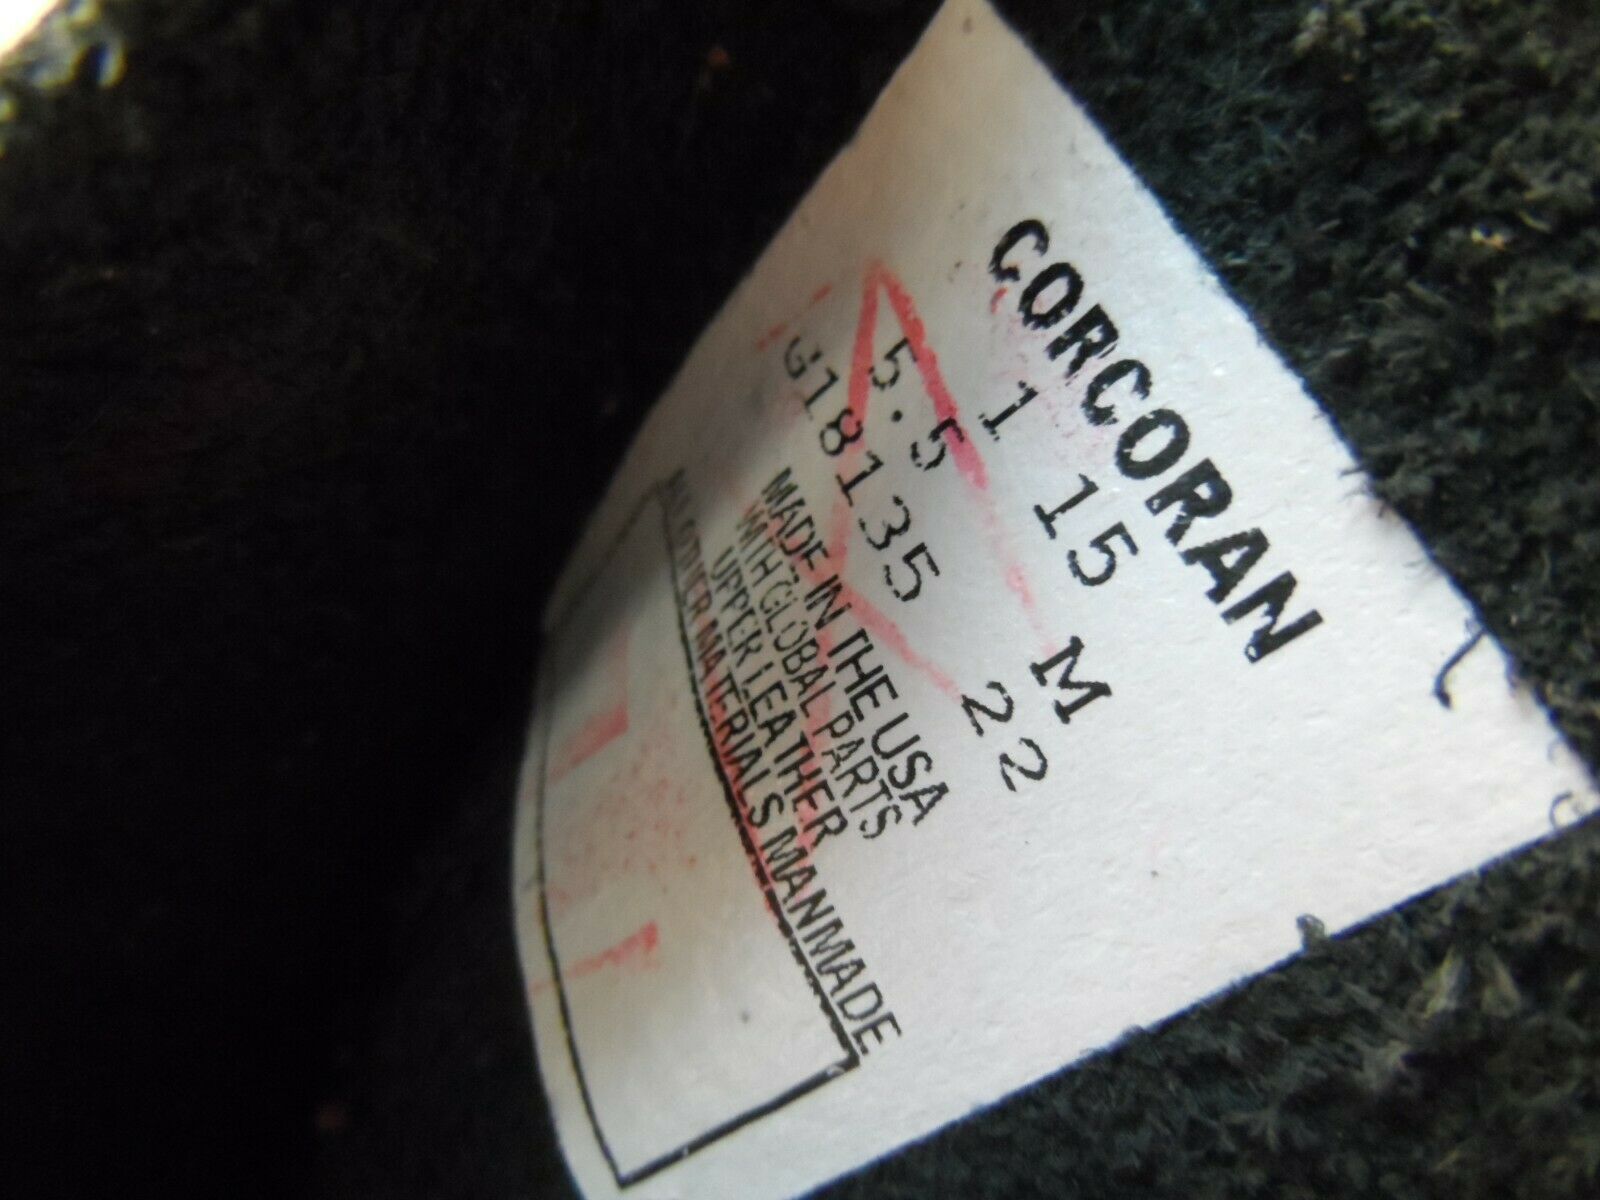 CORCORAN
1 15
5.5 M
G18135 22
MADE IN THE USA
WITH GLOBAL PARTS
UPPER LEATHER
ALL OTHER MATERIALS MANMADE